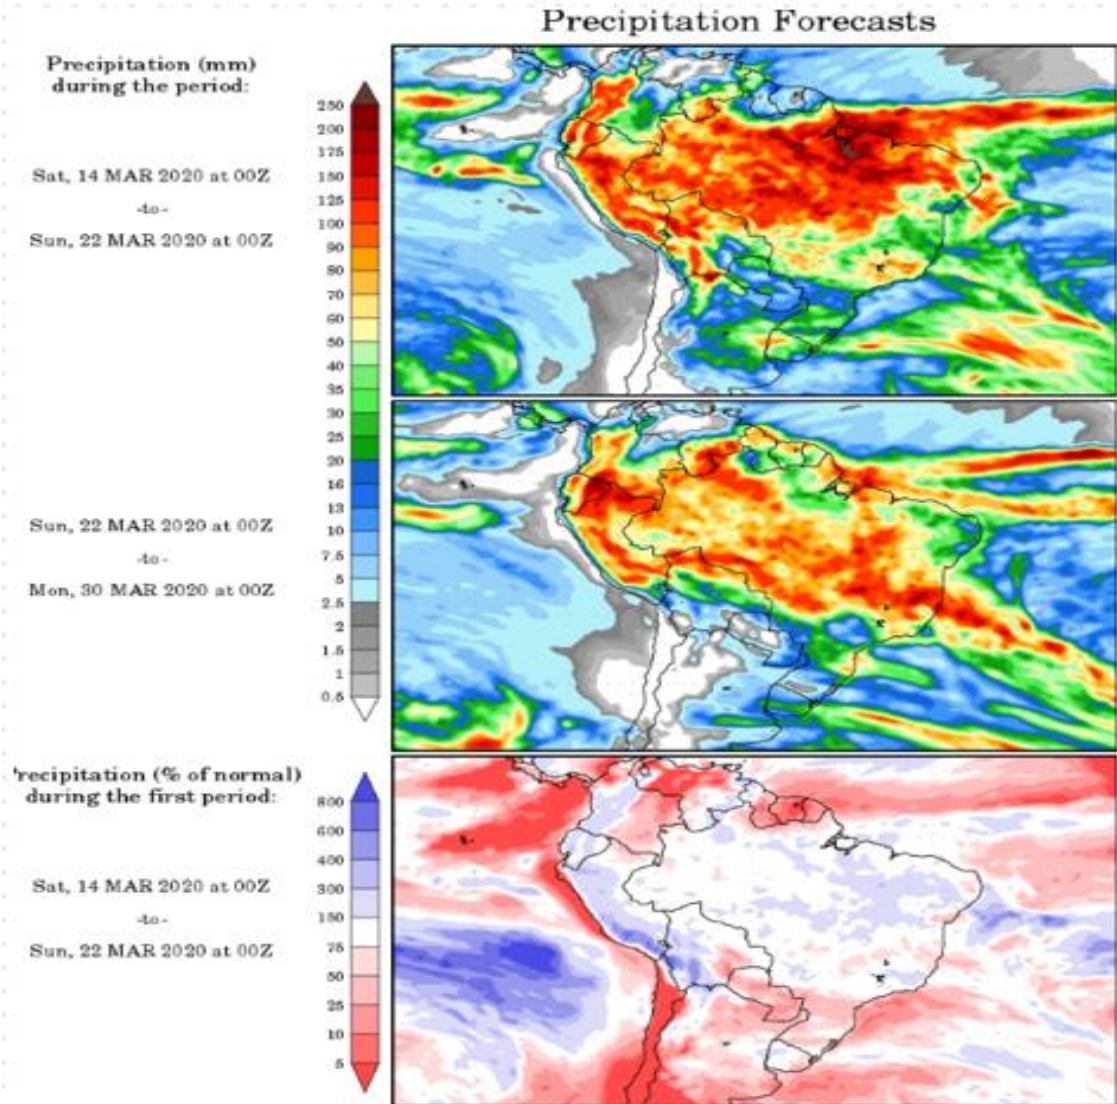 Precipitation Forecasts
Precipitation (mm)
during the period:
Sat, 14 MAR 2020 at 00Z
-to-
Sun, 22 MAR 2020 at 00Z
250
200
175
150
125
100
90
80
70
60
50
40
35
30
25
20
16
13
10
7.5
5
2.5
2
1.5
1
0.5
Sun, 22 MAR 2020 at 00Z
-to-
Mon, 30 MAR 2020 at 00Z
recipitation (% of normal)
during the first period:
Sat, 14 MAR 2020 at 00Z
-to-
Sun, 22 MAR 2020 at 00Z
800
600
400
300
150
75
50
25
10
5